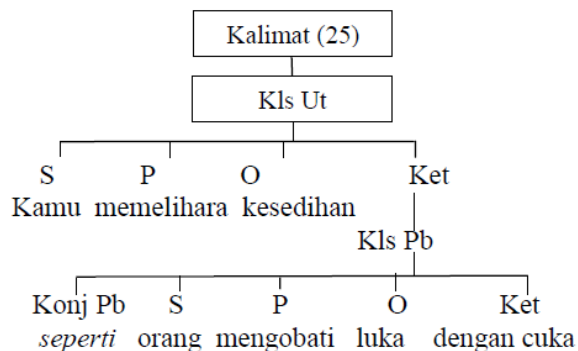 Kalimat (25)
Kls Ut
S P O Ket
Kamu memelihara kesedihan
Kls Pb
Konj Pb S P O Ket
seperti orang mengobati luka dengan cuka